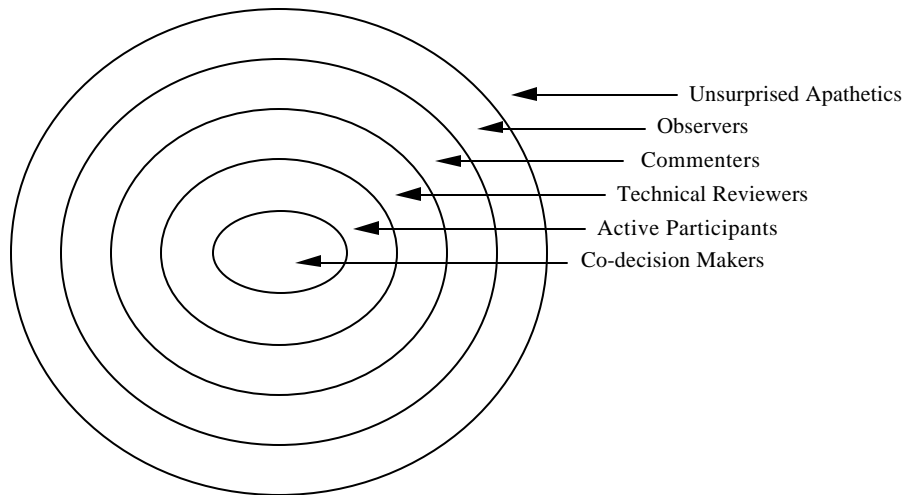 Unsurprised Apathetics
Observers
Commenters
Technical Reviewers
Active Participants
Co-decision Makers